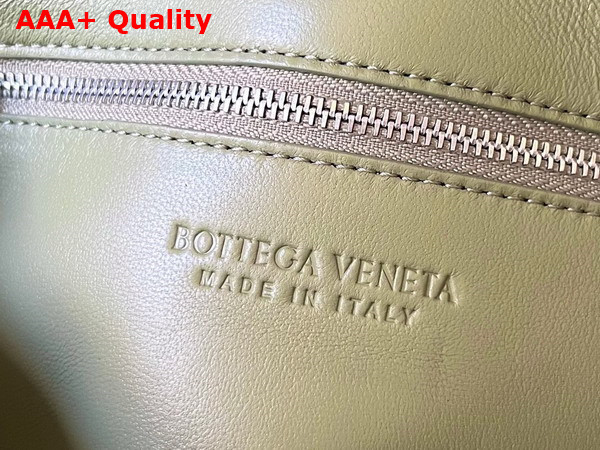 AAA+ Quality
BOTTEGA VENETA
MADE IN ITALY